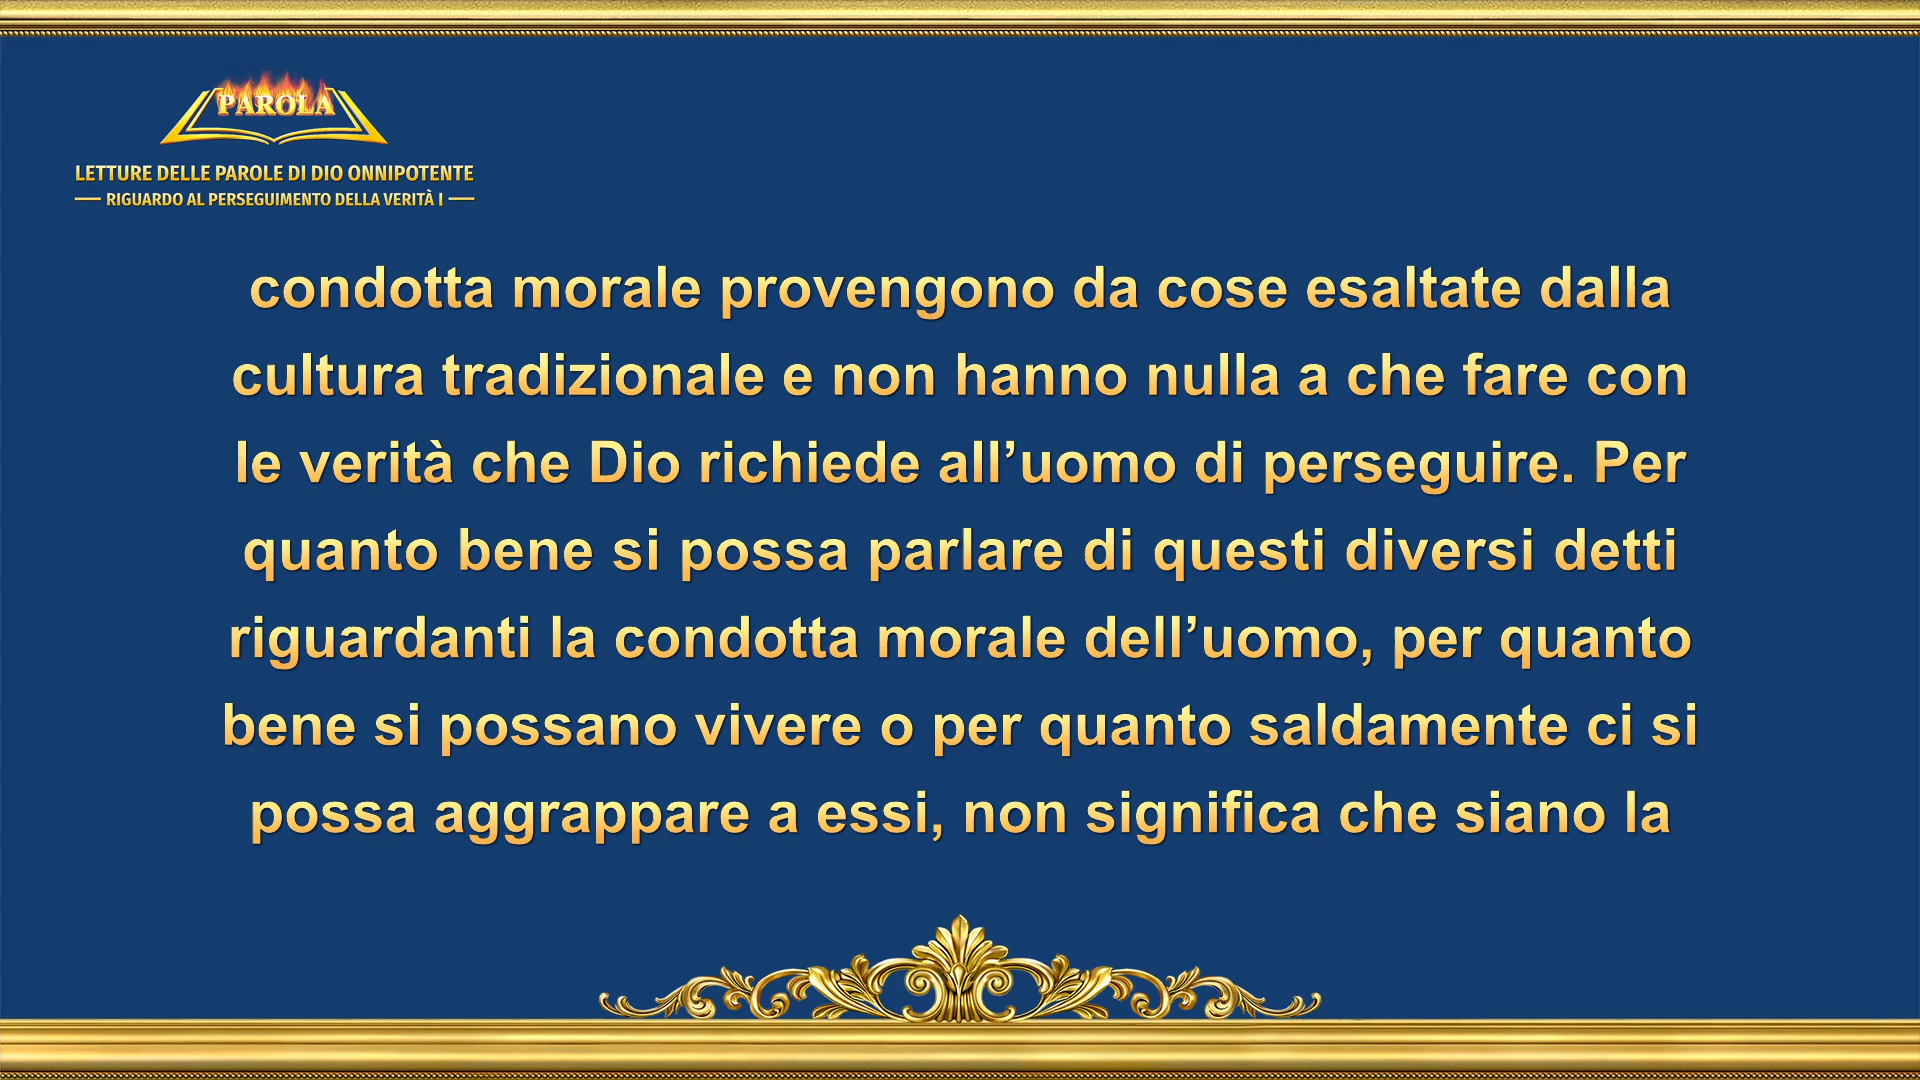 PAROLA
LETTURE DELLE PAROLE DI DIO ONNIPOTENTE
RIGUARDO AL PERSEGUIMENTO DELLA VERITÀ I
condotta morale provengono da cose esaltate dalla
cultura tradizionale e non hanno nulla a che fare con
le verità che Dio richiede all’uomo di perseguire. Per
quanto bene si possa parlare di questi diversi detti
riguardanti la condotta morale dell’uomo, per quanto
bene si possano vivere o per quanto saldamente ci si
possa aggrappare a essi, non significa che siano la